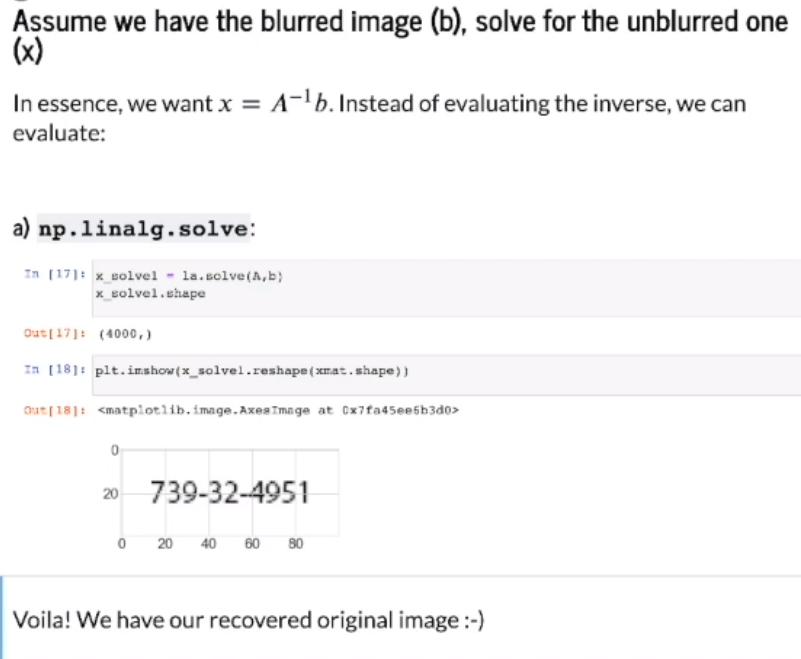 Assume we have the blurred image (b), solve for the unblurred one
(x)
In essence, we want x = A⁻¹b. Instead of evaluating the inverse, we can
evaluate:
a) np.linalg.solve:
In [17]: x_solve1 = la.solve(A,b)
x_solve1.shape
Out[17]: (4000,)
In [18]: plt.imshow(x_solve1.reshape(xmat.shape))
Out[18]: <matplotlib.image.AxesImage at 0x7fa45ee6b3d0>
0
20
739-32-4951
0 20 40 60 80
Voila! We have our recovered original image :-)